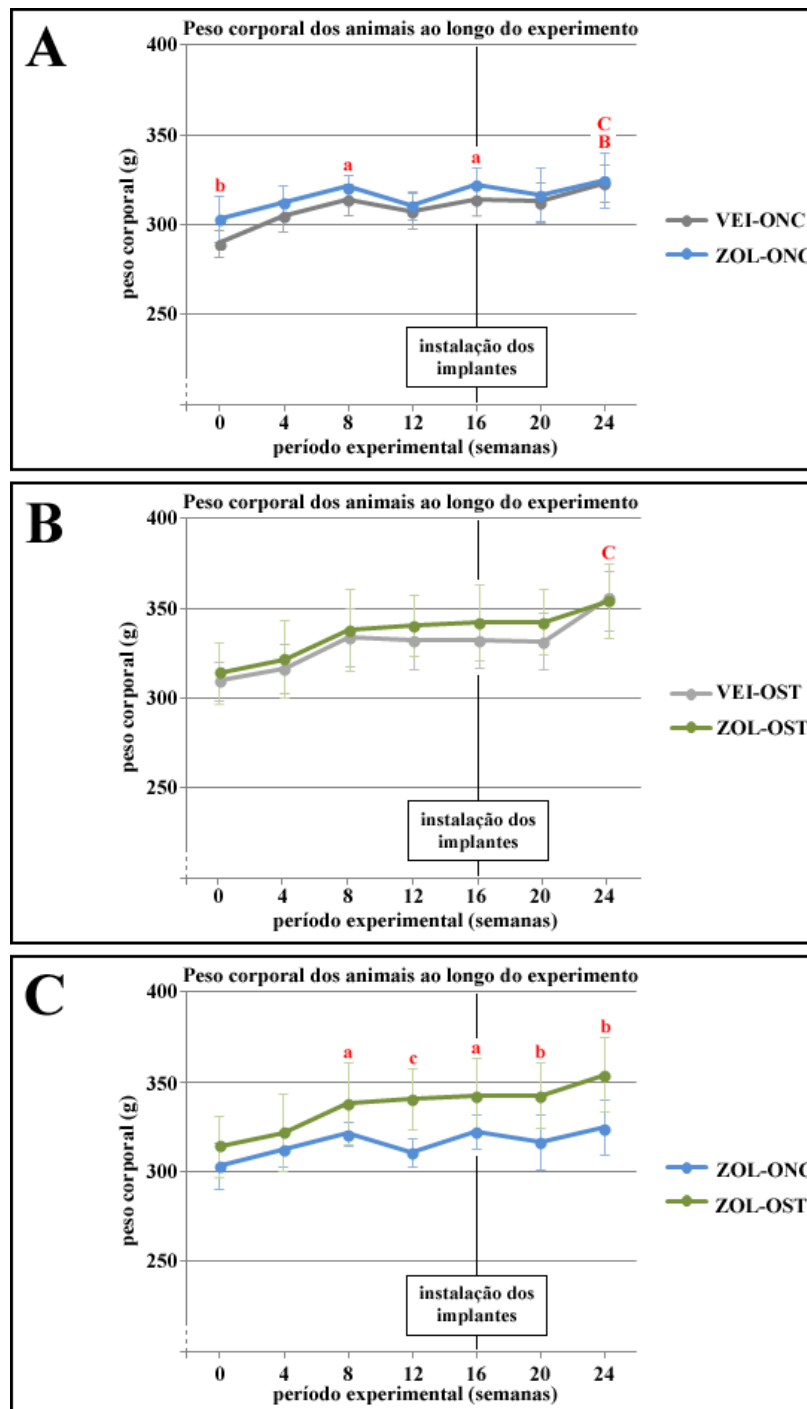 A
Peso corporal dos animais ao longo do experimento
400
350
300
250
peso corporal (g)
b
a
a
C
B
instalação dos
implantes
0 4 8 12 16 20 24
período experimental (semanas)
VEI-ONC
ZOL-ONC
B
Peso corporal dos animais ao longo do experimento
400
350
300
250
peso corporal (g)
C
instalação dos
implantes
0 4 8 12 16 20 24
período experimental (semanas)
VEI-OST
ZOL-OST
C
Peso corporal dos animais ao longo do experimento
400
350
300
250
peso corporal (g)
a
c
a
b
b
instalação dos
implantes
0 4 8 12 16 20 24
período experimental (semanas)
ZOL-ONC
ZOL-OST